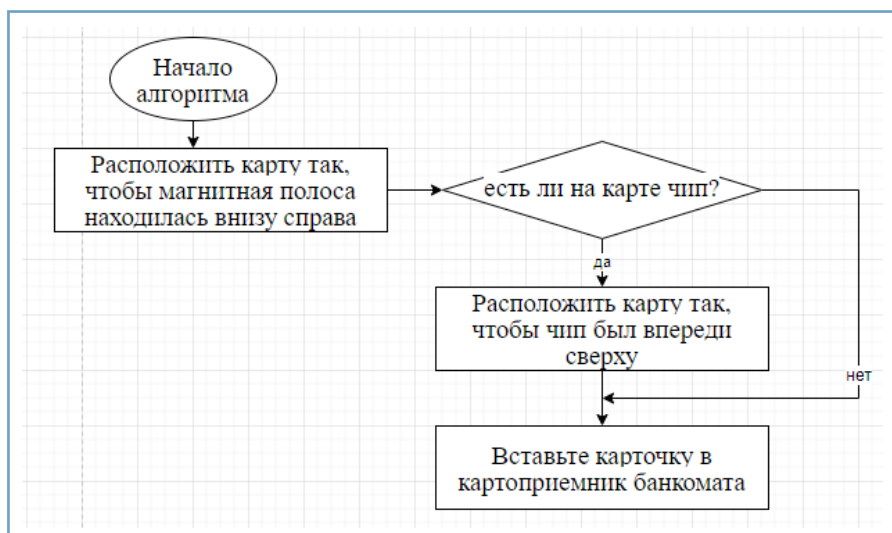 Начало
алгоритма
Расположить карту так,
чтобы магнитная полоса
находилась внизу справа
есть ли на карте чип?
да
Расположить карту так,
чтобы чип был впереди
сверху
нет
Вставьте карточку в
картоприемник банкомата